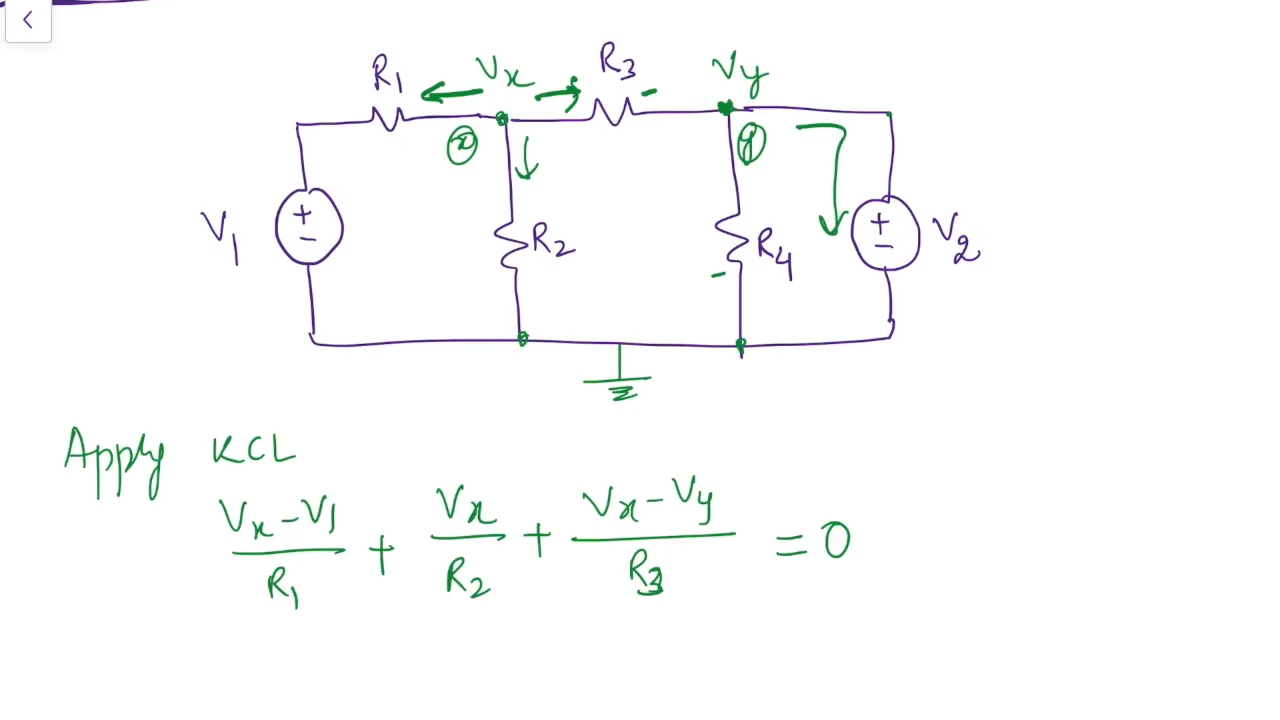 R1 Vx R3 Vy
x y
V1 + - R2 R4 + - V2
Apply KCL
Vx - V1 / R1 + Vx / R2 + Vx - Vy / R3 = 0